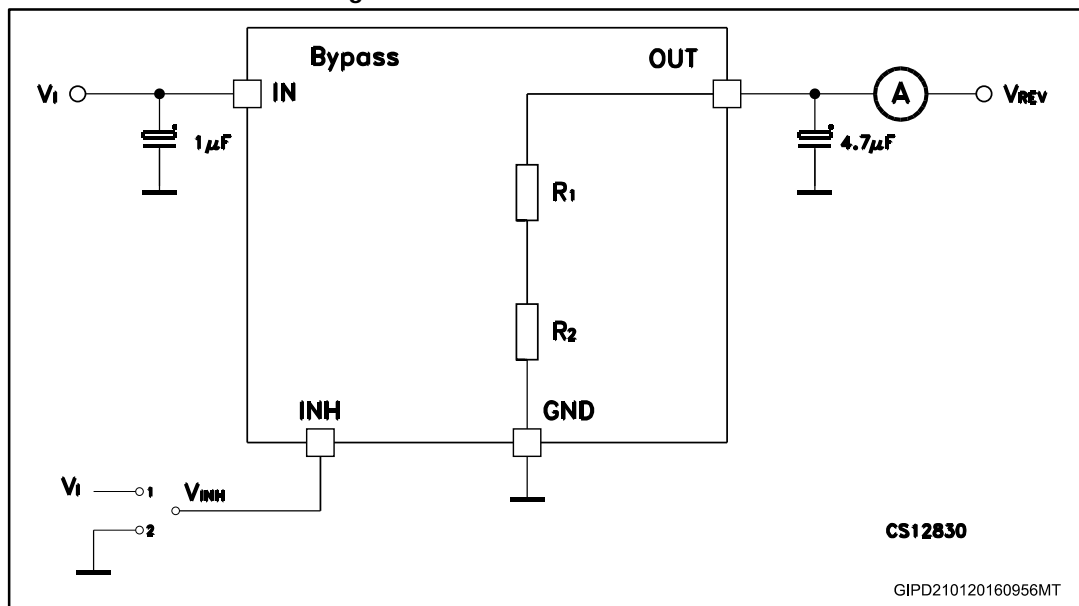 Bypass
OUT
VI
IN
A
VREV
1µF
4.7µF
R1
R2
INH
GND
VI
1
VINH
2
CS12830
GIPD210120160956MT